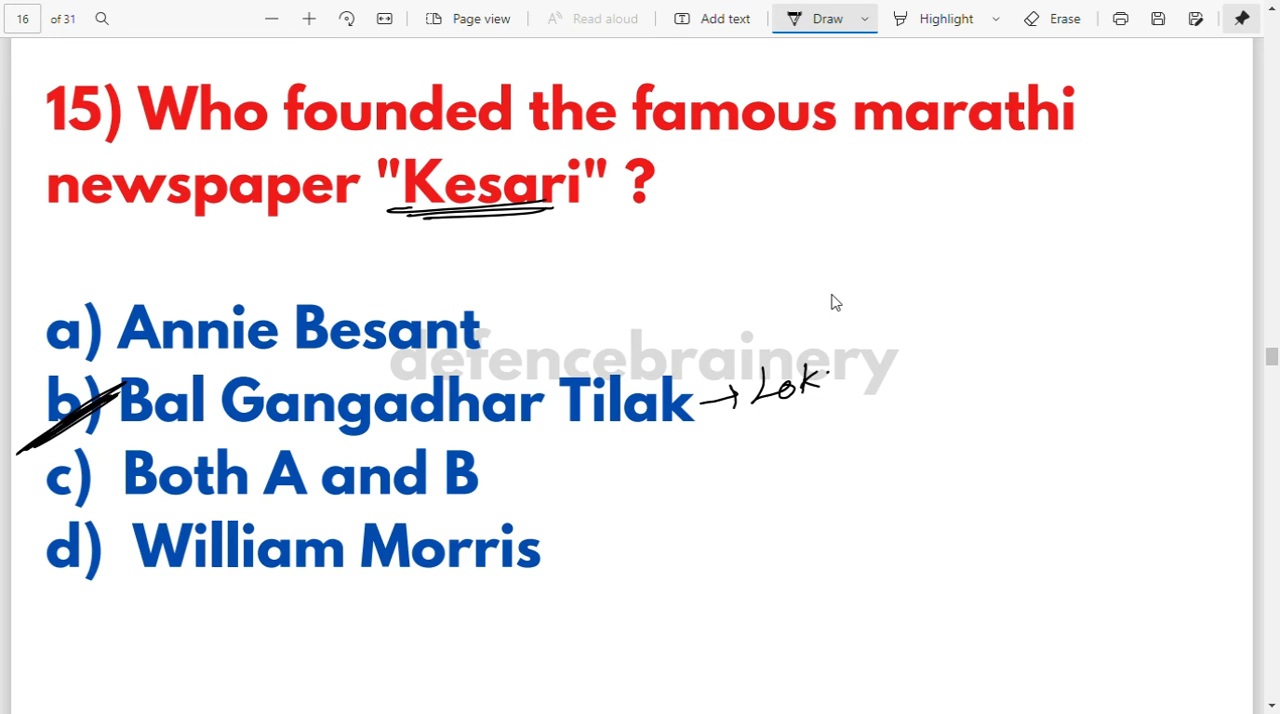 16 of 31 Page view Read aloud Add text Draw Highlight Erase
15) Who founded the famous marathi
newspaper "Kesari" ?
a) Annie Besant
defencebrainery
b) Bal Gangadhar Tilak → Lok
c) Both A and B
d) William Morris